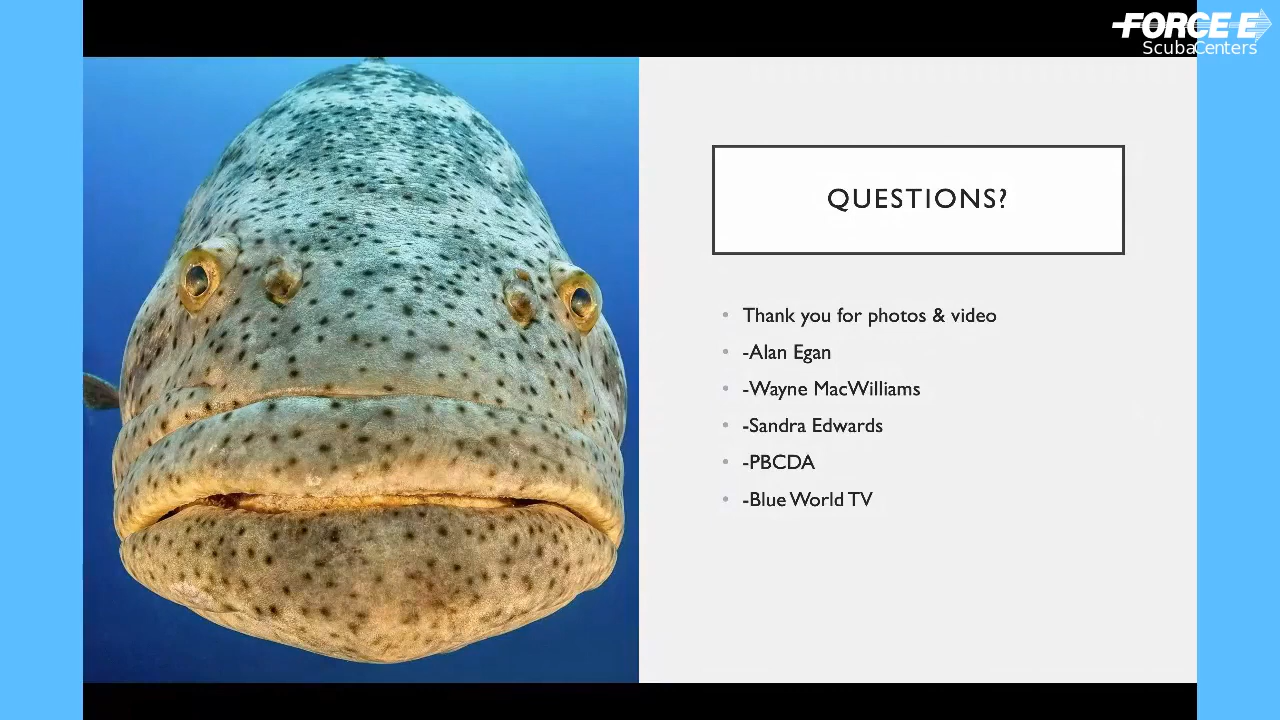 FORCE E
ScubaCenters
QUESTIONS?
Thank you for photos & video
-Alan Egan
-Wayne MacWilliams
-Sandra Edwards
-PBCDA
-Blue World TV